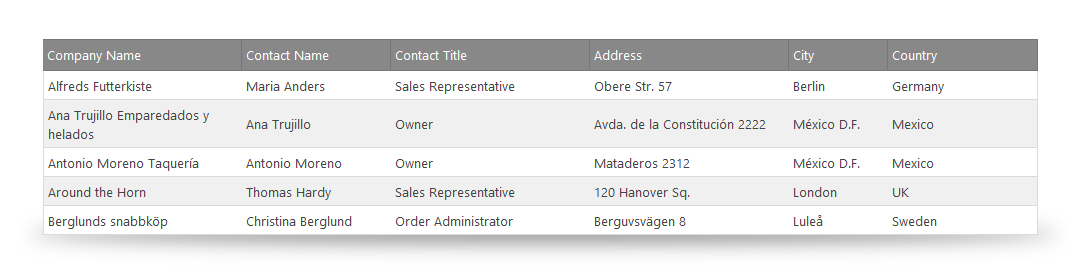 Company Name Contact Name Contact Title Address City Country
Alfreds Futterkiste Maria Anders Sales Representative Obere Str. 57 Berlin Germany
Ana Trujillo Emparedados y helados Ana Trujillo Owner Avda. de la Constitución 2222 México D.F. Mexico
Antonio Moreno Taquería Antonio Moreno Owner Mataderos 2312 México D.F. Mexico
Around the Horn Thomas Hardy Sales Representative 120 Hanover Sq. London UK
Berglunds snabbköp Christina Berglund Order Administrator Berguvsvägen 8 Luleå Sweden